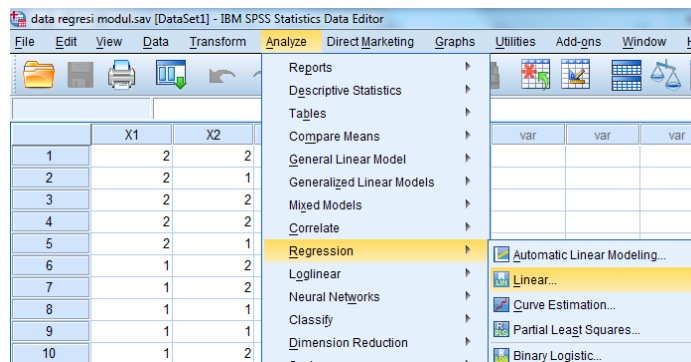 data regresi modul.sav [DataSet1] - IBM SPSS Statistics Data Editor
File Edit View Data Transform Analyze Direct Marketing Graphs Utilities Add-ons Window
Reports
Descriptive Statistics
Tables
Compare Means
General Linear Model
Generalized Linear Models
Mixed Models
Correlate
Regression
Loglinear
Neural Networks
Classify
Dimension Reduction
Automatic Linear Modeling...
Linear...
Curve Estimation...
Partial Least Squares...
Binary Logistic...
X1 X2 var var var
1 2 2
2 2 1
3 2 2
4 2 2
5 2 1
6 1 2
7 1 2
8 1 1
9 1 1
10 1 2